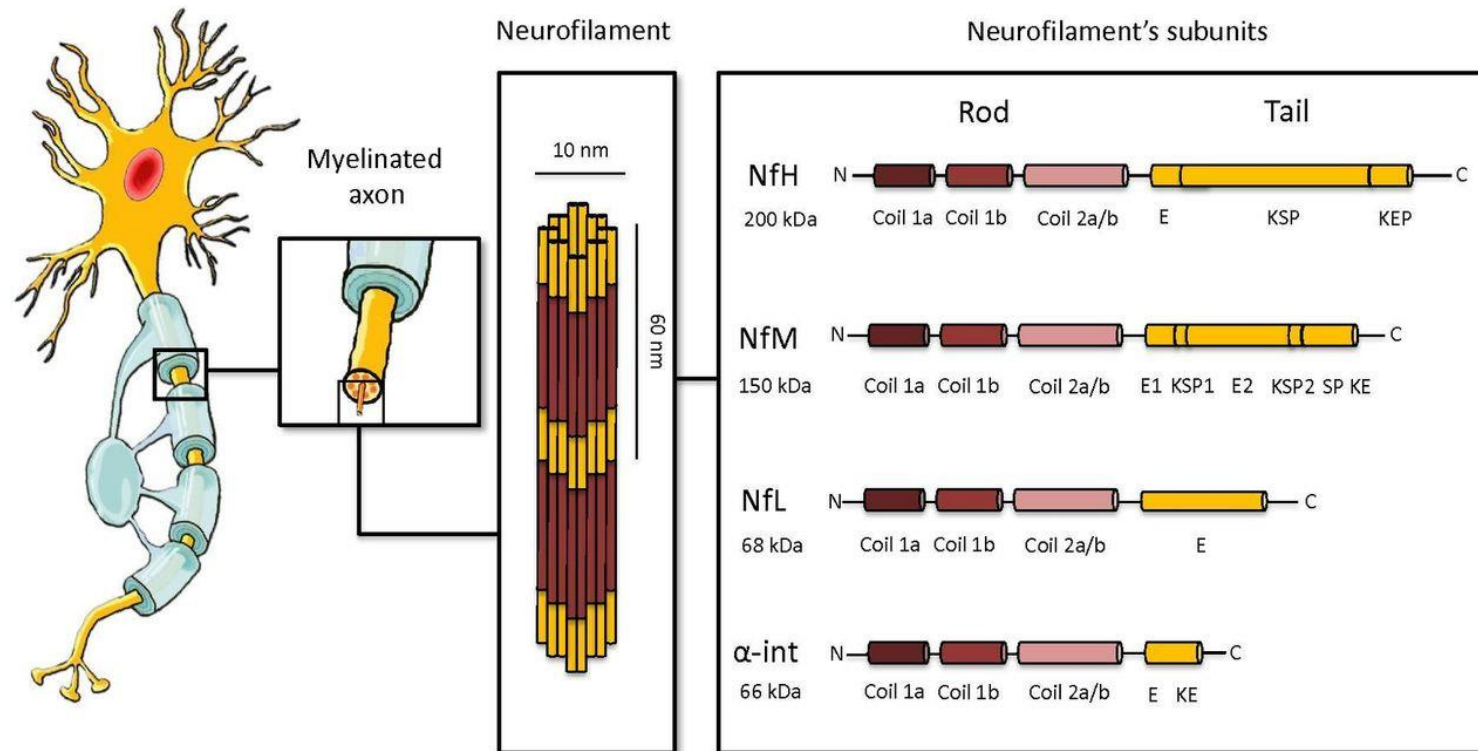 Neurofilament
Neurofilament's subunits
Myelinated
axon
10 nm
60 nm
Rod Tail
NfH N C
200 kDa Coil 1a Coil 1b Coil 2a/b E KSP KEP
NfM N C
150 kDa Coil 1a Coil 1b Coil 2a/b E1 KSP1 E2 KSP2 SP KE
NfL N C
68 kDa Coil 1a Coil 1b Coil 2a/b E
α-int N C
66 kDa Coil 1a Coil 1b Coil 2a/b E KE